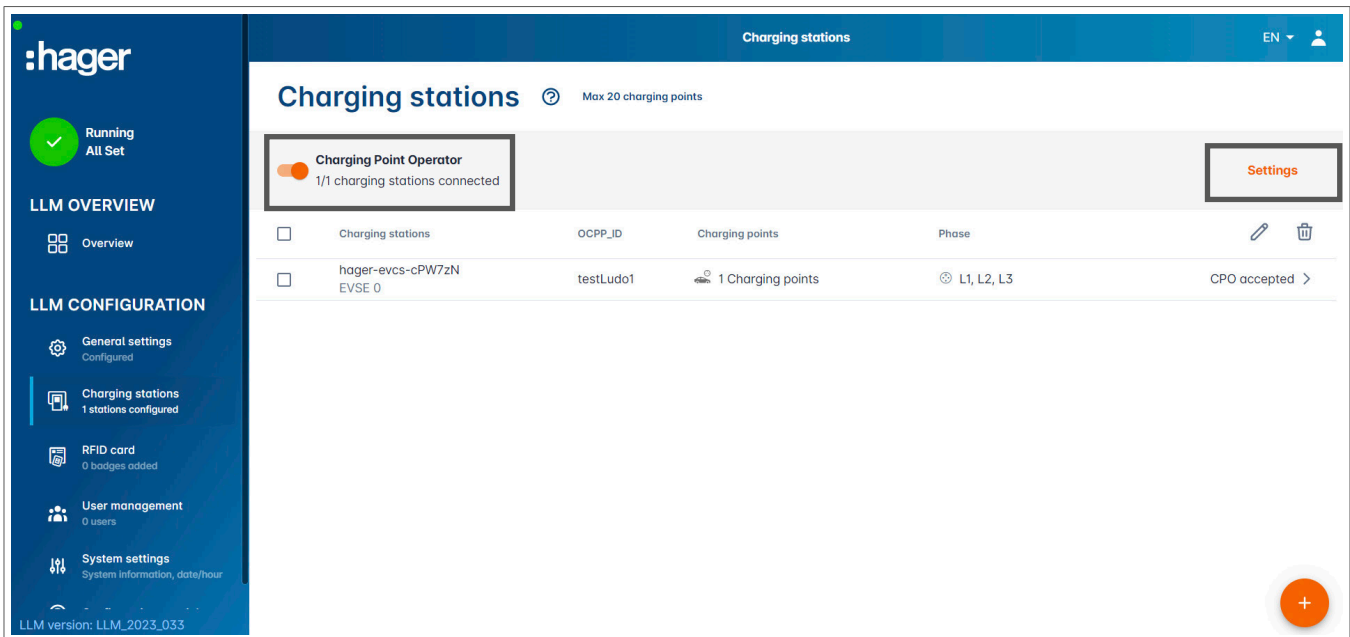 :hager
Charging stations
EN
Running
All Set
LLM OVERVIEW
Overview
LLM CONFIGURATION
General settings
Configured
Charging stations
1 stations configured
RFID card
0 badges added
User management
0 users
System settings
System information, date/hour
LLM version: LLM_2023_033
Charging stations ? Max 20 charging points
Charging Point Operator
1/1 charging stations connected
Settings
Charging stations OCPP_ID Charging points Phase
hager-evcs-cPW7zN testLudo1 1 Charging points L1, L2, L3 CPO accepted >
EVSE 0
+